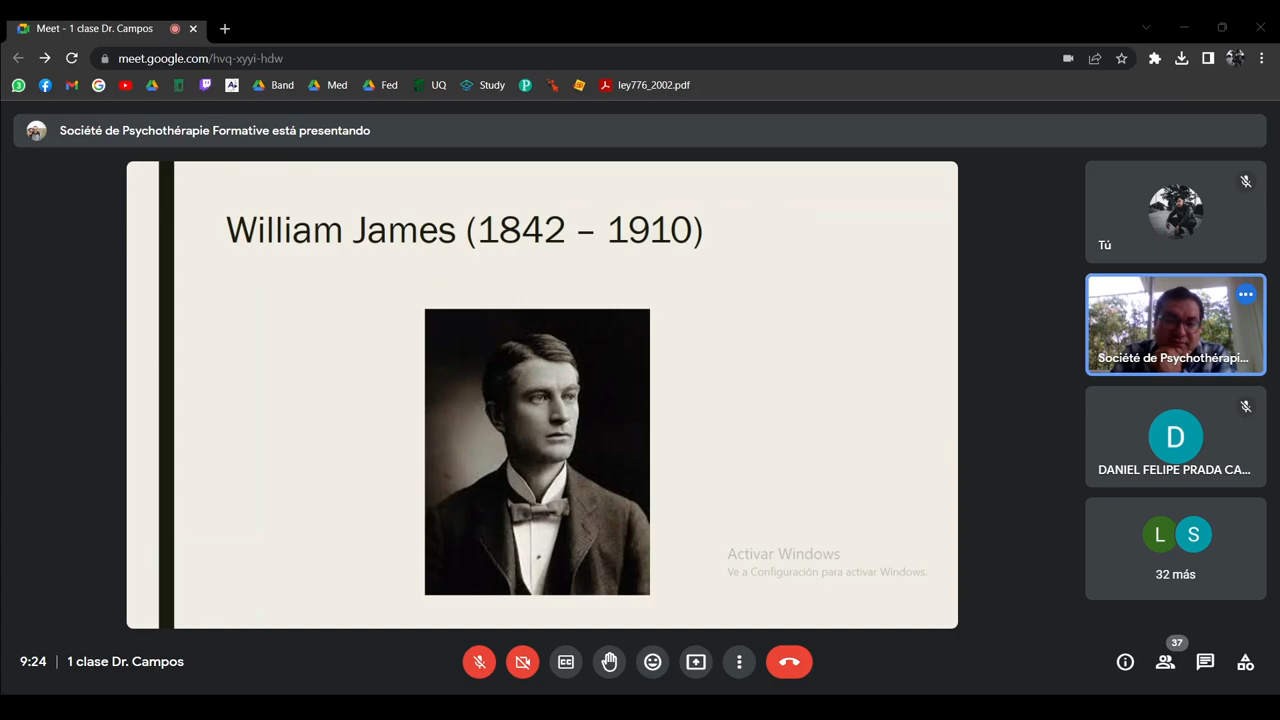 Meet - 1 clase Dr. Campos
meet.google.com/hvq-xyyi-hdw
Band Med Fed UQ Study ley776_2002.pdf
Société de Psychothérapie Formative está presentando
William James (1842 – 1910)
Activar Windows
Ve a Configuración para activar Windows.
Tú
Société de Psychothérapi...
D
DANIEL FELIPE PRADA CA...
L S
32 más
9:24 | 1 clase Dr. Campos
37